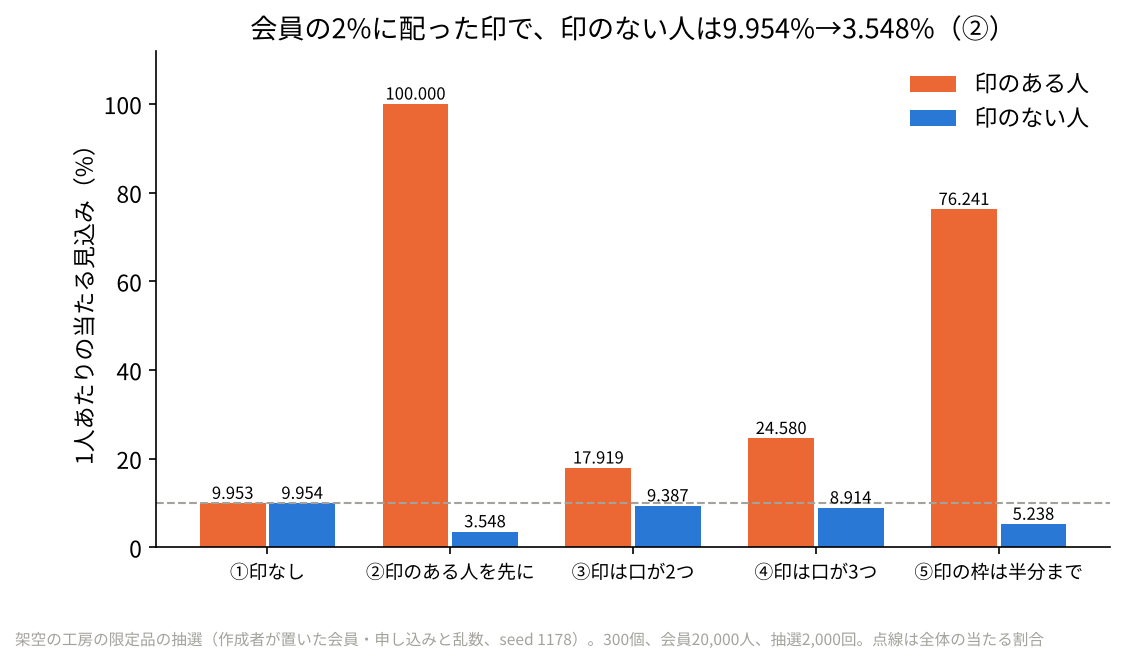 会員の2%に配った印で、印のない人は9.954%→3.548%（②）
印のある人
印のない人
1人あたりの当たる見込み（%）
100
80
60
40
20
0
9.953
9.954
100.000
3.548
17.919
9.387
24.580
8.914
76.241
5.238
①印なし
②印のある人を先に
③印は口が2つ
④印は口が3つ
⑤印の枠は半分まで
架空の工房の限定品の抽選（作成者が置いた会員・申し込みと乱数、seed 1178）。300個、会員20,000人、抽選2,000回。点線は全体の当たる割合